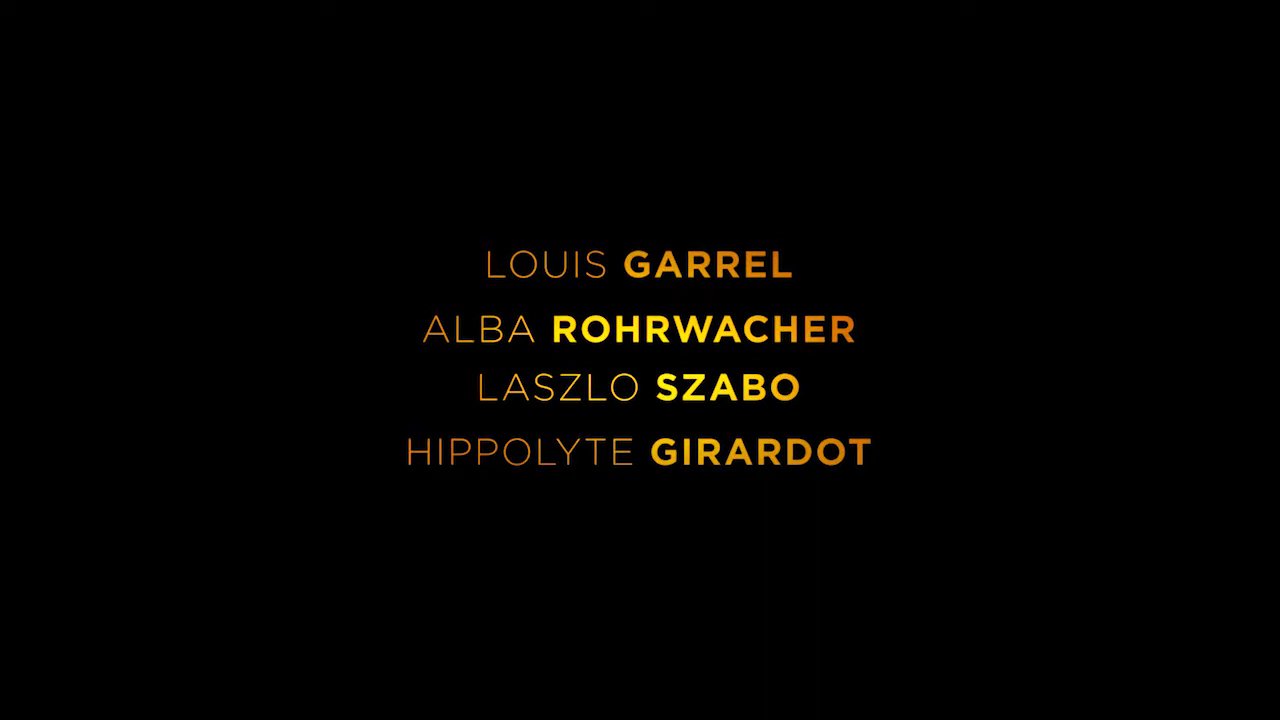 LOUIS GARREL
ALBA ROHRWACHER
LASZLO SZABO
HIPPOLYTE GIRARDOT